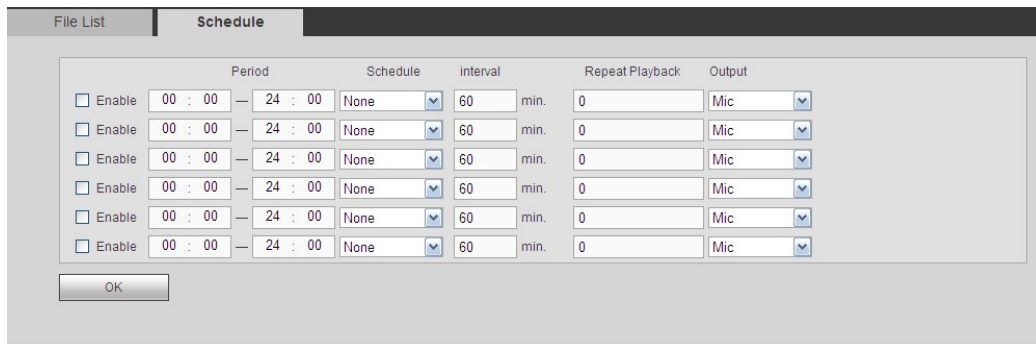 File List Schedule
Period Schedule interval Repeat Playback Output
Enable 00 : 00 — 24 : 00 None 60 min. 0 Mic
Enable 00 : 00 — 24 : 00 None 60 min. 0 Mic
Enable 00 : 00 — 24 : 00 None 60 min. 0 Mic
Enable 00 : 00 — 24 : 00 None 60 min. 0 Mic
Enable 00 : 00 — 24 : 00 None 60 min. 0 Mic
Enable 00 : 00 — 24 : 00 None 60 min. 0 Mic
OK